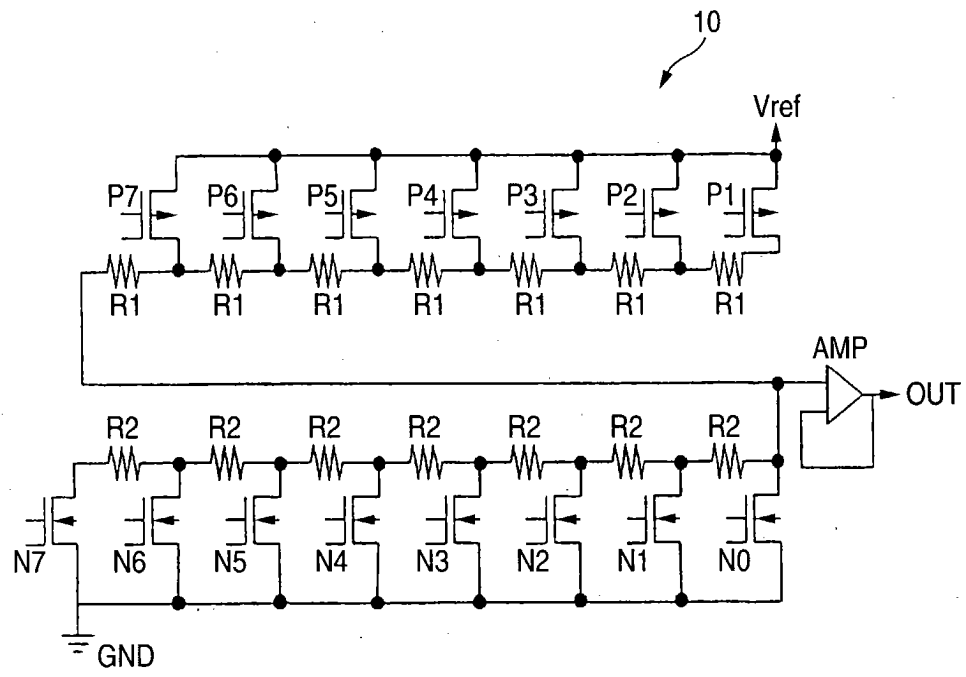 10
Vref
P7 P6 P5 P4 P3 P2 P1
R1 R1 R1 R1 R1 R1 R1
AMP
OUT
R2 R2 R2 R2 R2 R2 R2
N7 N6 N5 N4 N3 N2 N1 N0
GND